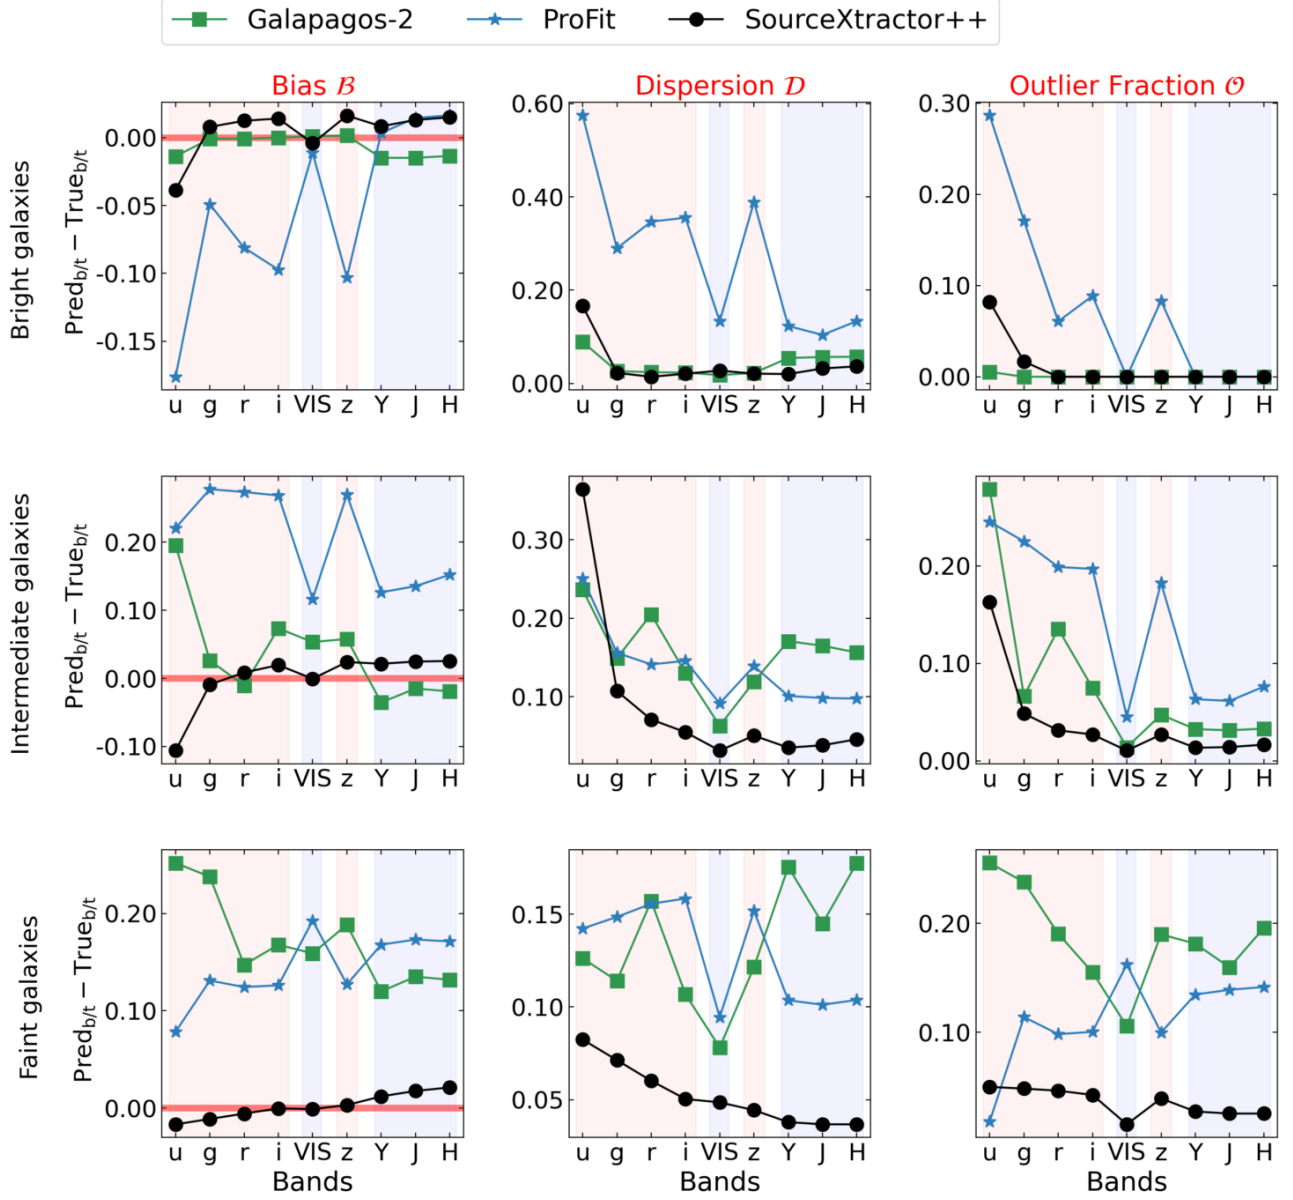 Galapagos-2 ProFit SourceXtractor++
Bias ℬ Dispersion 𝒟 Outlier Fraction 𝒪
Bright galaxies
Pred_b/t − True_b/t
0.00
-0.05
-0.10
-0.15
u g r i VIS z Y J H
0.60
0.40
0.20
0.00
u g r i VIS z Y J H
0.30
0.20
0.10
0.00
u g r i VIS z Y J H
Intermediate galaxies
Pred_b/t − True_b/t
0.20
0.10
0.00
-0.10
u g r i VIS z Y J H
0.30
0.20
0.10
u g r i VIS z Y J H
0.20
0.10
0.00
u g r i VIS z Y J H
Faint galaxies
Pred_b/t − True_b/t
0.20
0.10
0.00
u g r i VIS z Y J H
Bands
0.15
0.10
0.05
u g r i VIS z Y J H
Bands
0.20
0.10
u g r i VIS z Y J H
Bands